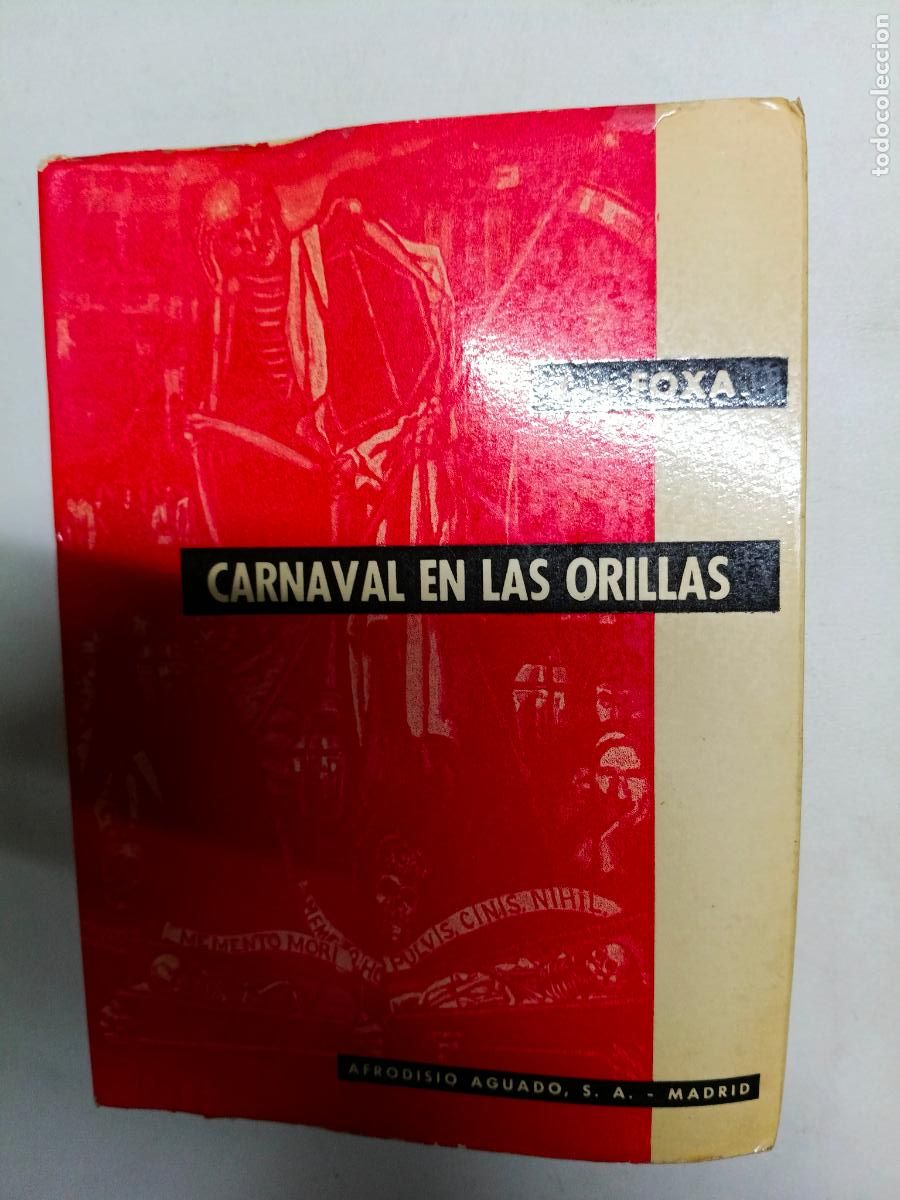 FOXA
CARNAVAL EN LAS ORILLAS
MEMENTO MORI
PULVIS, CINIS, NIHIL,
AFRODISIO AGUADO, S. A. - MADRID
todocoleccion